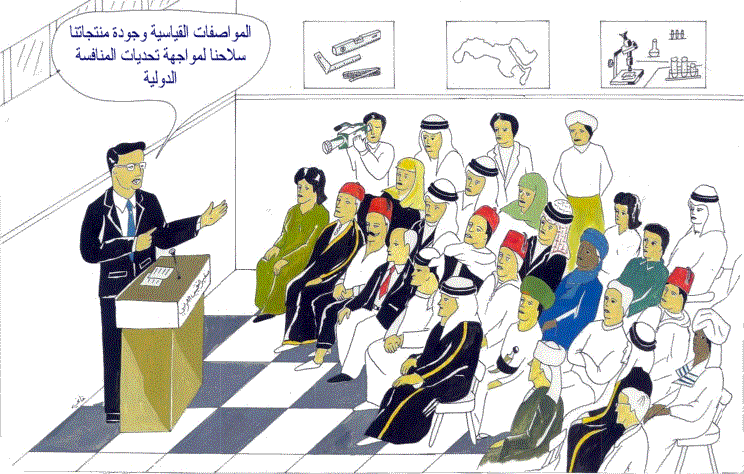 المواصفات القياسية وجودة منتجاتنا
سلاحنا لمواجهة تحديات المنافسة
الدولية